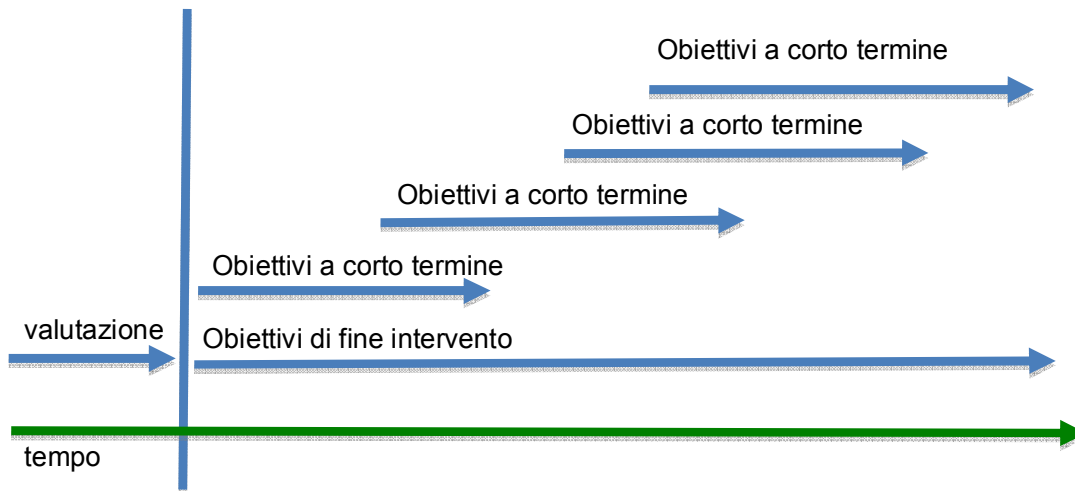 Obiettivi a corto termine
Obiettivi a corto termine
Obiettivi a corto termine
Obiettivi a corto termine
valutazione
Obiettivi di fine intervento
tempo